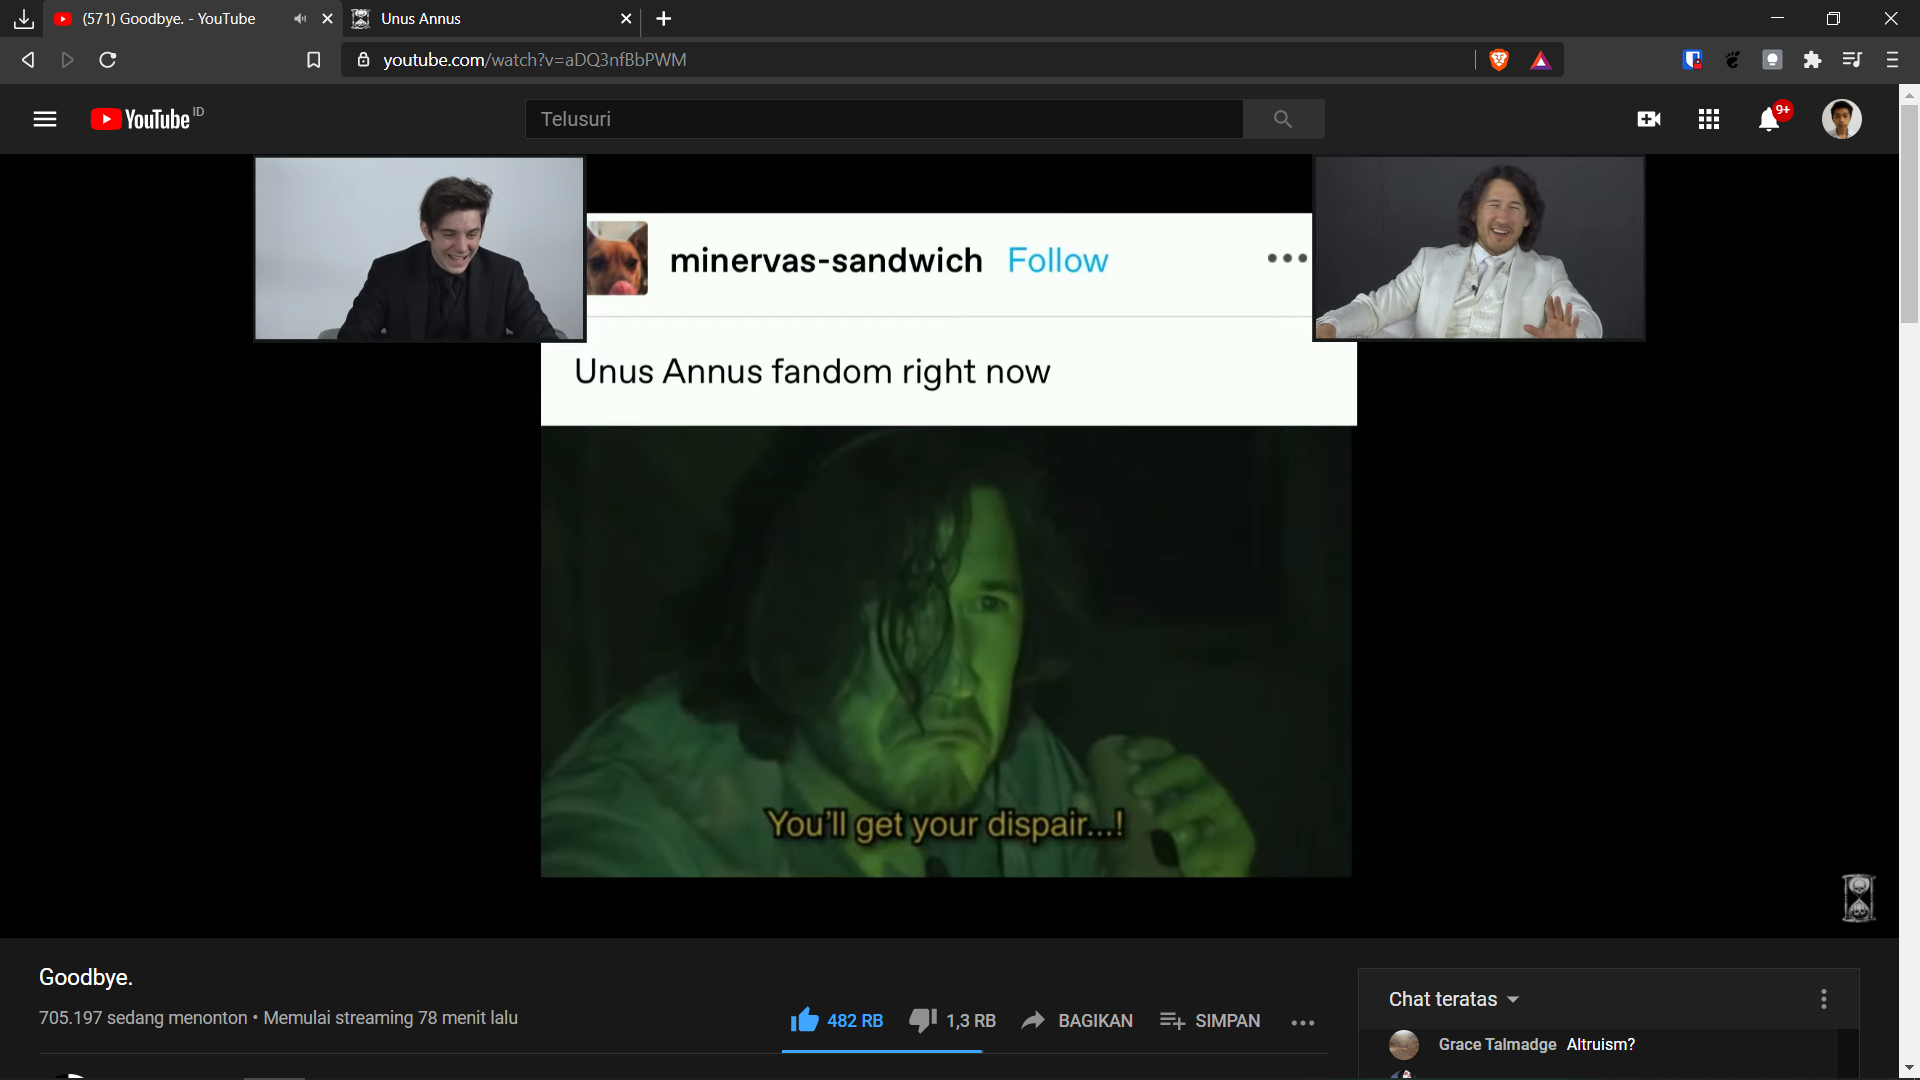 (571) Goodbye. - YouTube
Unus Annus
youtube.com/watch?v=aDQ3nfBbPWM
YouTube ID
Telusuri
9+
minervas-sandwich Follow
Unus Annus fandom right now
You'll get your dispair...!
Goodbye.
705.197 sedang menonton • Memulai streaming 78 menit lalu
482 RB
1,3 RB
BAGIKAN
SIMPAN
Chat teratas
Grace Talmadge Altruism?